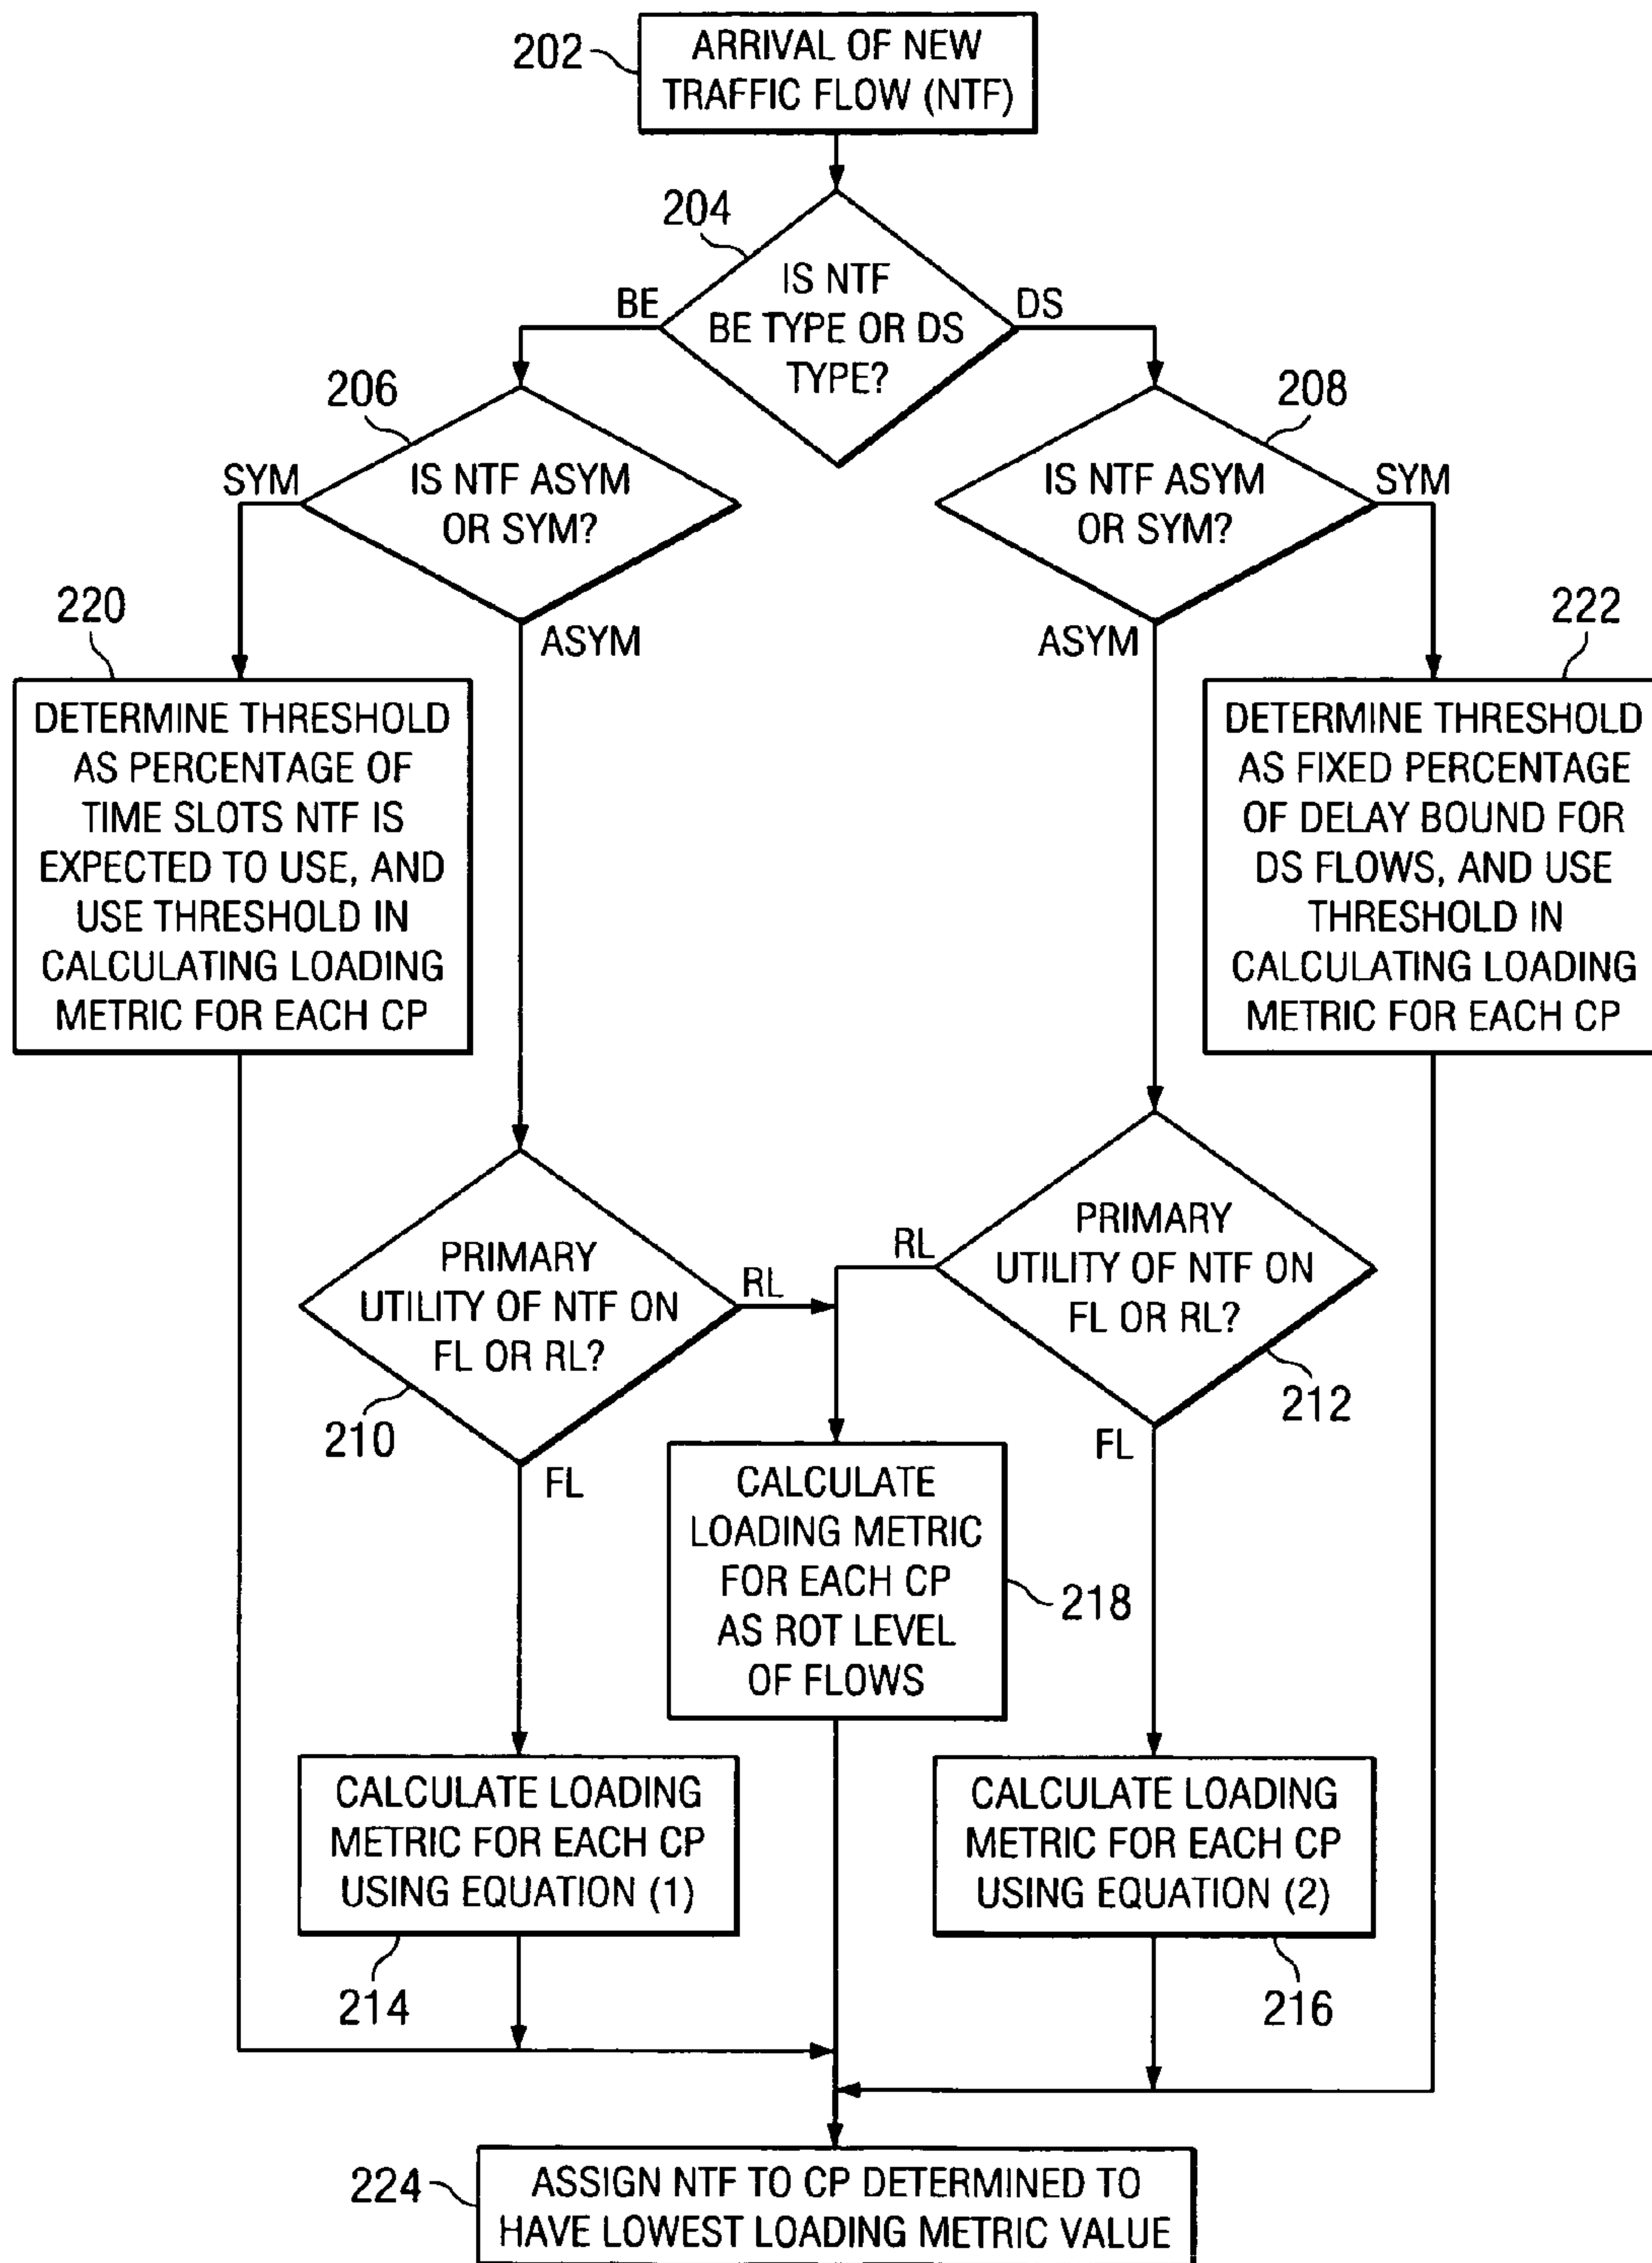 202
ARRIVAL OF NEW
TRAFFIC FLOW (NTF)
204
IS NTF
BE TYPE OR DS
TYPE?
BE
DS
206
IS NTF ASYM
OR SYM?
SYM
ASYM
208
IS NTF ASYM
OR SYM?
SYM
ASYM
220
DETERMINE THRESHOLD
AS PERCENTAGE OF
TIME SLOTS NTF IS
EXPECTED TO USE, AND
USE THRESHOLD IN
CALCULATING LOADING
METRIC FOR EACH CP
222
DETERMINE THRESHOLD
AS FIXED PERCENTAGE
OF DELAY BOUND FOR
DS FLOWS, AND USE
THRESHOLD IN
CALCULATING LOADING
METRIC FOR EACH CP
PRIMARY
UTILITY OF NTF ON
FL OR RL?
210
RL
FL
PRIMARY
UTILITY OF NTF ON
FL OR RL?
212
RL
FL
CALCULATE
LOADING METRIC
FOR EACH CP
AS ROT LEVEL
OF FLOWS
218
CALCULATE LOADING
METRIC FOR EACH CP
USING EQUATION (1)
214
CALCULATE LOADING
METRIC FOR EACH CP
USING EQUATION (2)
216
224
ASSIGN NTF TO CP DETERMINED TO
HAVE LOWEST LOADING METRIC VALUE